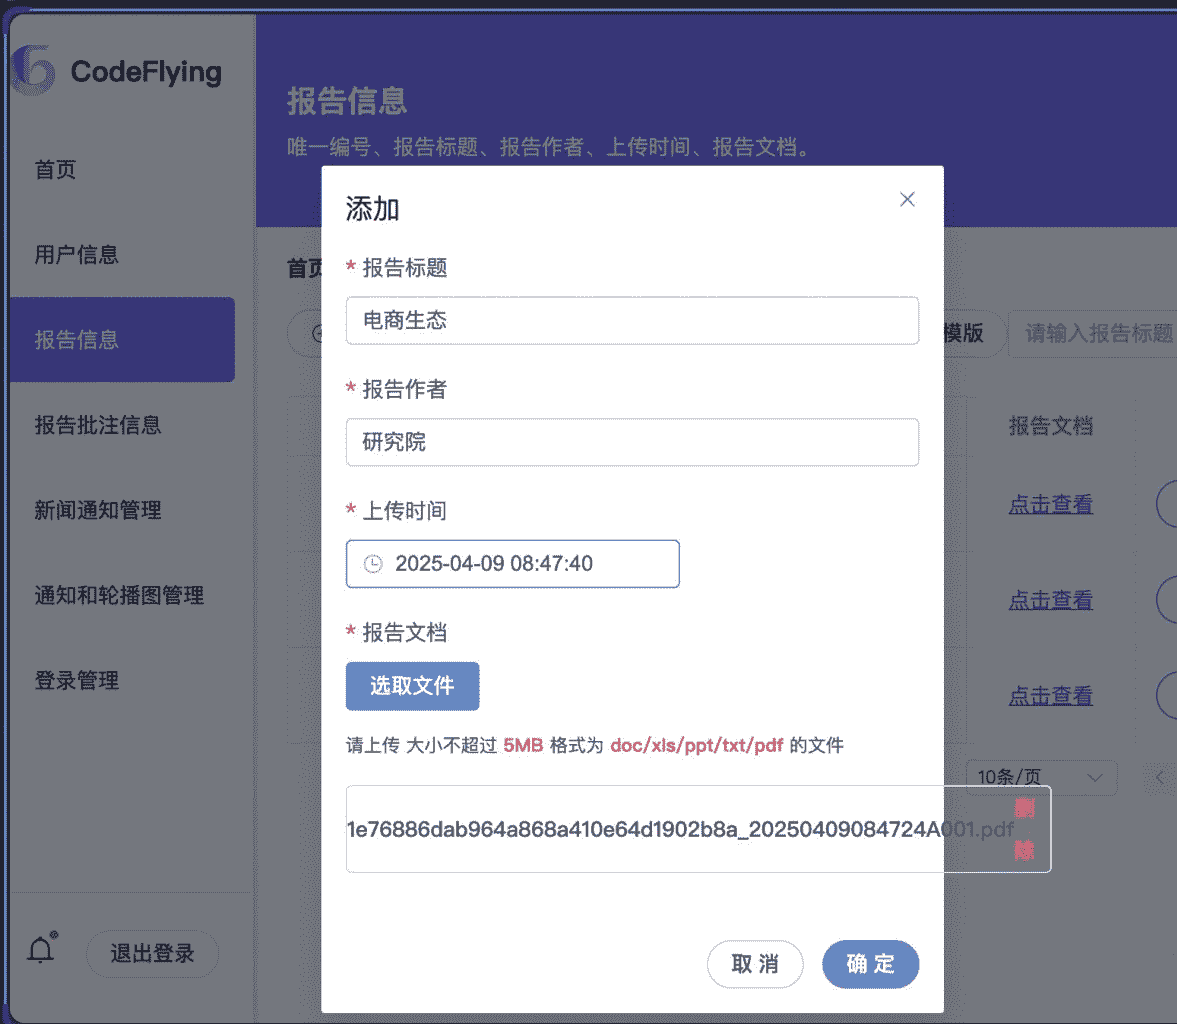 CodeFlying
首页
用户信息
报告信息
报告批注信息
新闻通知管理
通知和轮播图管理
登录管理
退出登录
报告信息
唯一编号、报告标题、报告作者、上传时间、报告文档。
首页
模版
请输入报告标题
报告文档
点击查看
点击查看
点击查看
10条/页
添加
* 报告标题
电商生态
* 报告作者
研究院
* 上传时间
2025-04-09 08:47:40
* 报告文档
选取文件
请上传 大小不超过 5MB 格式为 doc/xls/ppt/txt/pdf 的文件
1e76886dab964a868a410e64d1902b8a_20250409084724A001.pdf
删除
取消
确定